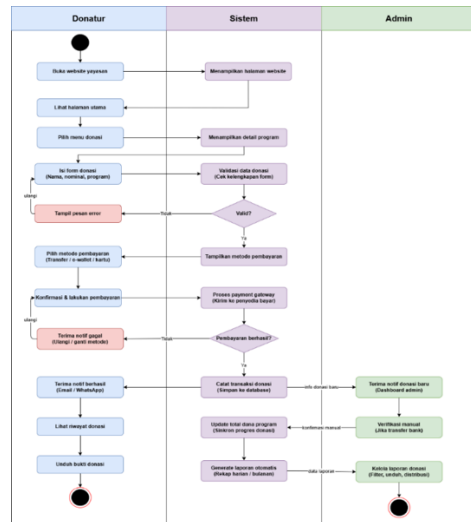 Donatur
Sistem
Admin
Buka website yayasan
Menampilkan halaman website
Lihat halaman utama
Pilih menu donasi
Menampilkan detail program
Isi form donasi
(Nama, nominal, program)
Validasi data donasi
(Cek kelengkapan form)
ulangi
Tampil pesan error
Tidak
Valid?
Ya
Pilih metode pembayaran
(Transfer / e-wallet / kartu)
Tampilkan metode pembayaran
Konfirmasi & lakukan pembayaran
Proses payment gateway
(Kirim ke penyedia bayar)
ulangi
Terima notif gagal
(Ulangi / ganti metode)
Tidak
Pembayaran berhasil?
Ya
Terima notif berhasil
(Gmail / WhatsApp)
Catat transaksi donasi
(Simpan ke database)
info donasi baru
Terima notif donasi baru
(Dashboard admin)
Lihat riwayat donasi
Update total dana program
(Sinkron progres donasi)
konfirmasi manual
Verifikasi manual
(Jika transfer bank)
Unduh bukti donasi
Generate laporan otomatis
(Rekap harian / bulanan)
data laporan
Kelola laporan donasi
(Filter, unduh, distribusi)